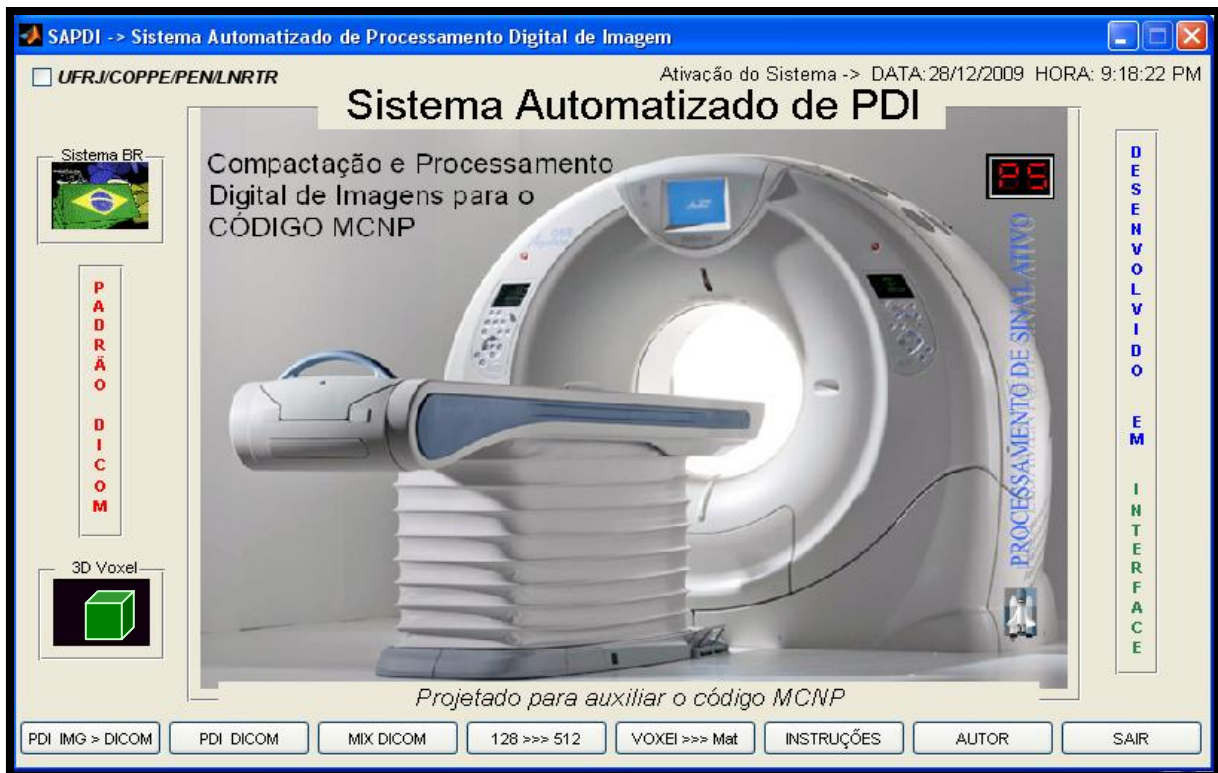 SAPDI -> Sistema Automatizado de Processamento Digital de Imagem
UFRJ/COPPE/PEN/LNRTR
Ativação do Sistema -> DATA:28/12/2009 HORA: 9:18:22 PM
Sistema Automatizado de PDI
Sistema BR
Compactação e Processamento
Digital de Imagens para o
CÓDIGO MCNP
PADRÃO DICOM
3D Voxel
PROCESSAMENTO DE SINAL ATIVO
DESENVOLVIDO EM INTERFACE
Projetado para auxiliar o código MCNP
PDI IMG > DICOM
PDI DICOM
MIX DICOM
128 >>> 512
VOXEl >>> Mat
INSTRUÇÕES
AUTOR
SAIR